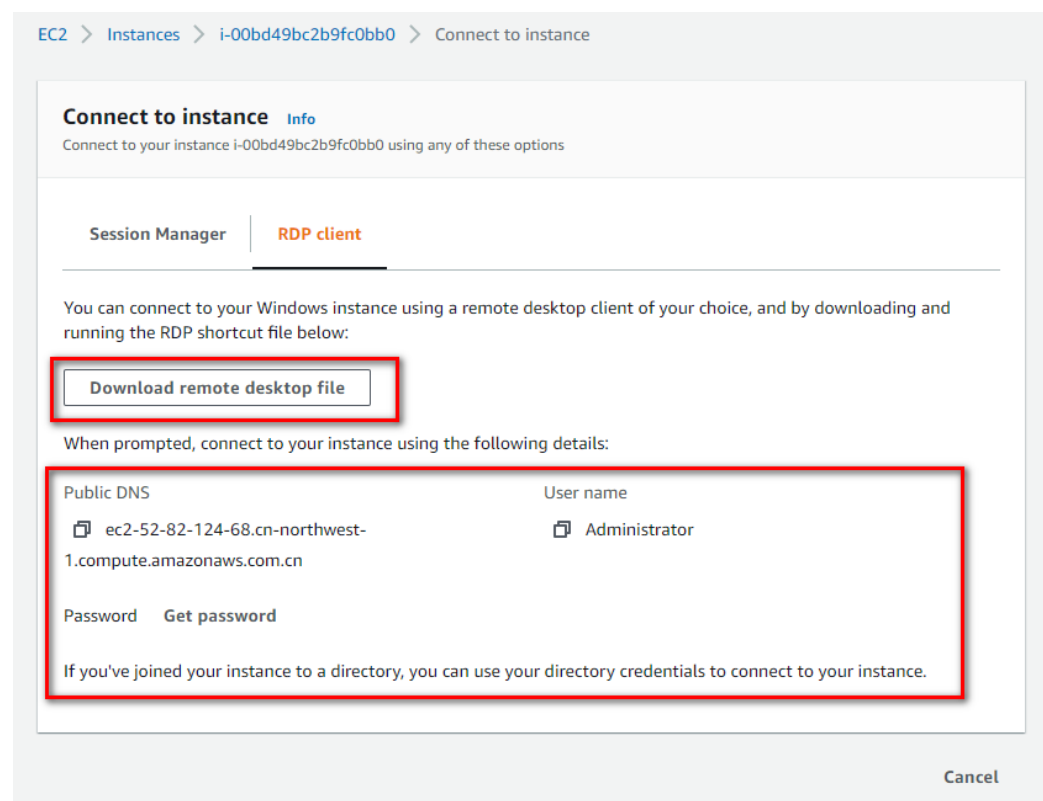 EC2 > Instances > i-00bd49bc2b9fc0bb0 > Connect to instance
Connect to instance Info
Connect to your instance i-00bd49bc2b9fc0bb0 using any of these options
Session Manager RDP client
You can connect to your Windows instance using a remote desktop client of your choice, and by downloading and
running the RDP shortcut file below:
Download remote desktop file
When prompted, connect to your instance using the following details:
Public DNS User name
ec2-52-82-124-68.cn-northwest- Administrator
1.compute.amazonaws.com.cn
Password Get password
If you've joined your instance to a directory, you can use your directory credentials to connect to your instance.
Cancel